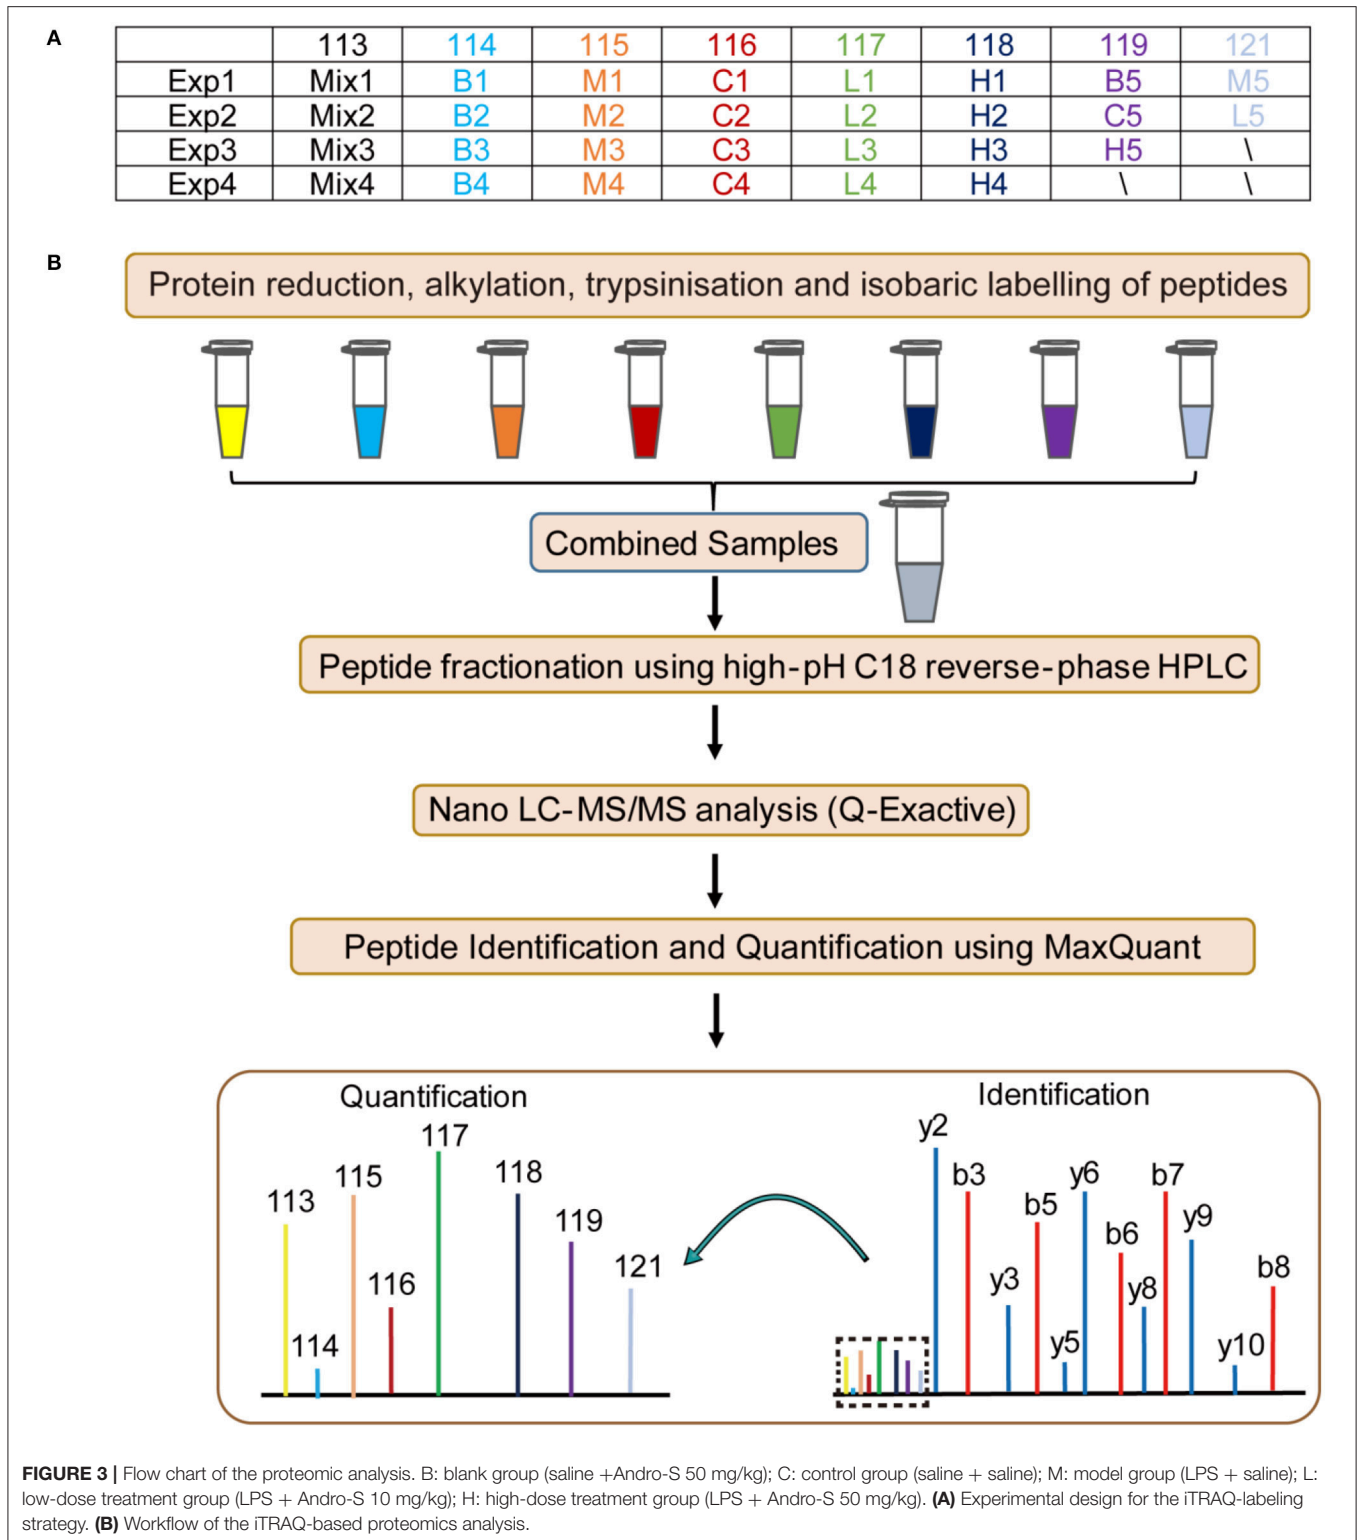 A
113 114 115 116 117 118 119 121
Exp1 Mix1 B1 M1 C1 L1 H1 B5 M5
Exp2 Mix2 B2 M2 C2 L2 H2 C5 L5
Exp3 Mix3 B3 M3 C3 L3 H3 H5 \
Exp4 Mix4 B4 M4 C4 L4 H4 \ \
B
Protein reduction, alkylation, trypsinisation and isobaric labelling of peptides
Combined Samples
Peptide fractionation using high-pH C18 reverse-phase HPLC
Nano LC-MS/MS analysis (Q-Exactive)
Peptide Identification and Quantification using MaxQuant
Quantification
113
114
115
116
117
118
119
121
Identification
y2
b3
y3
b5
y5
y6
b6
y8
b7
y9
y10
b8
FIGURE 3 | Flow chart of the proteomic analysis. B: blank group (saline +Andro-S 50 mg/kg); C: control group (saline + saline); M: model group (LPS + saline); L:
low-dose treatment group (LPS + Andro-S 10 mg/kg); H: high-dose treatment group (LPS + Andro-S 50 mg/kg). (A) Experimental design for the iTRAQ-labeling
strategy. (B) Workflow of the iTRAQ-based proteomics analysis.